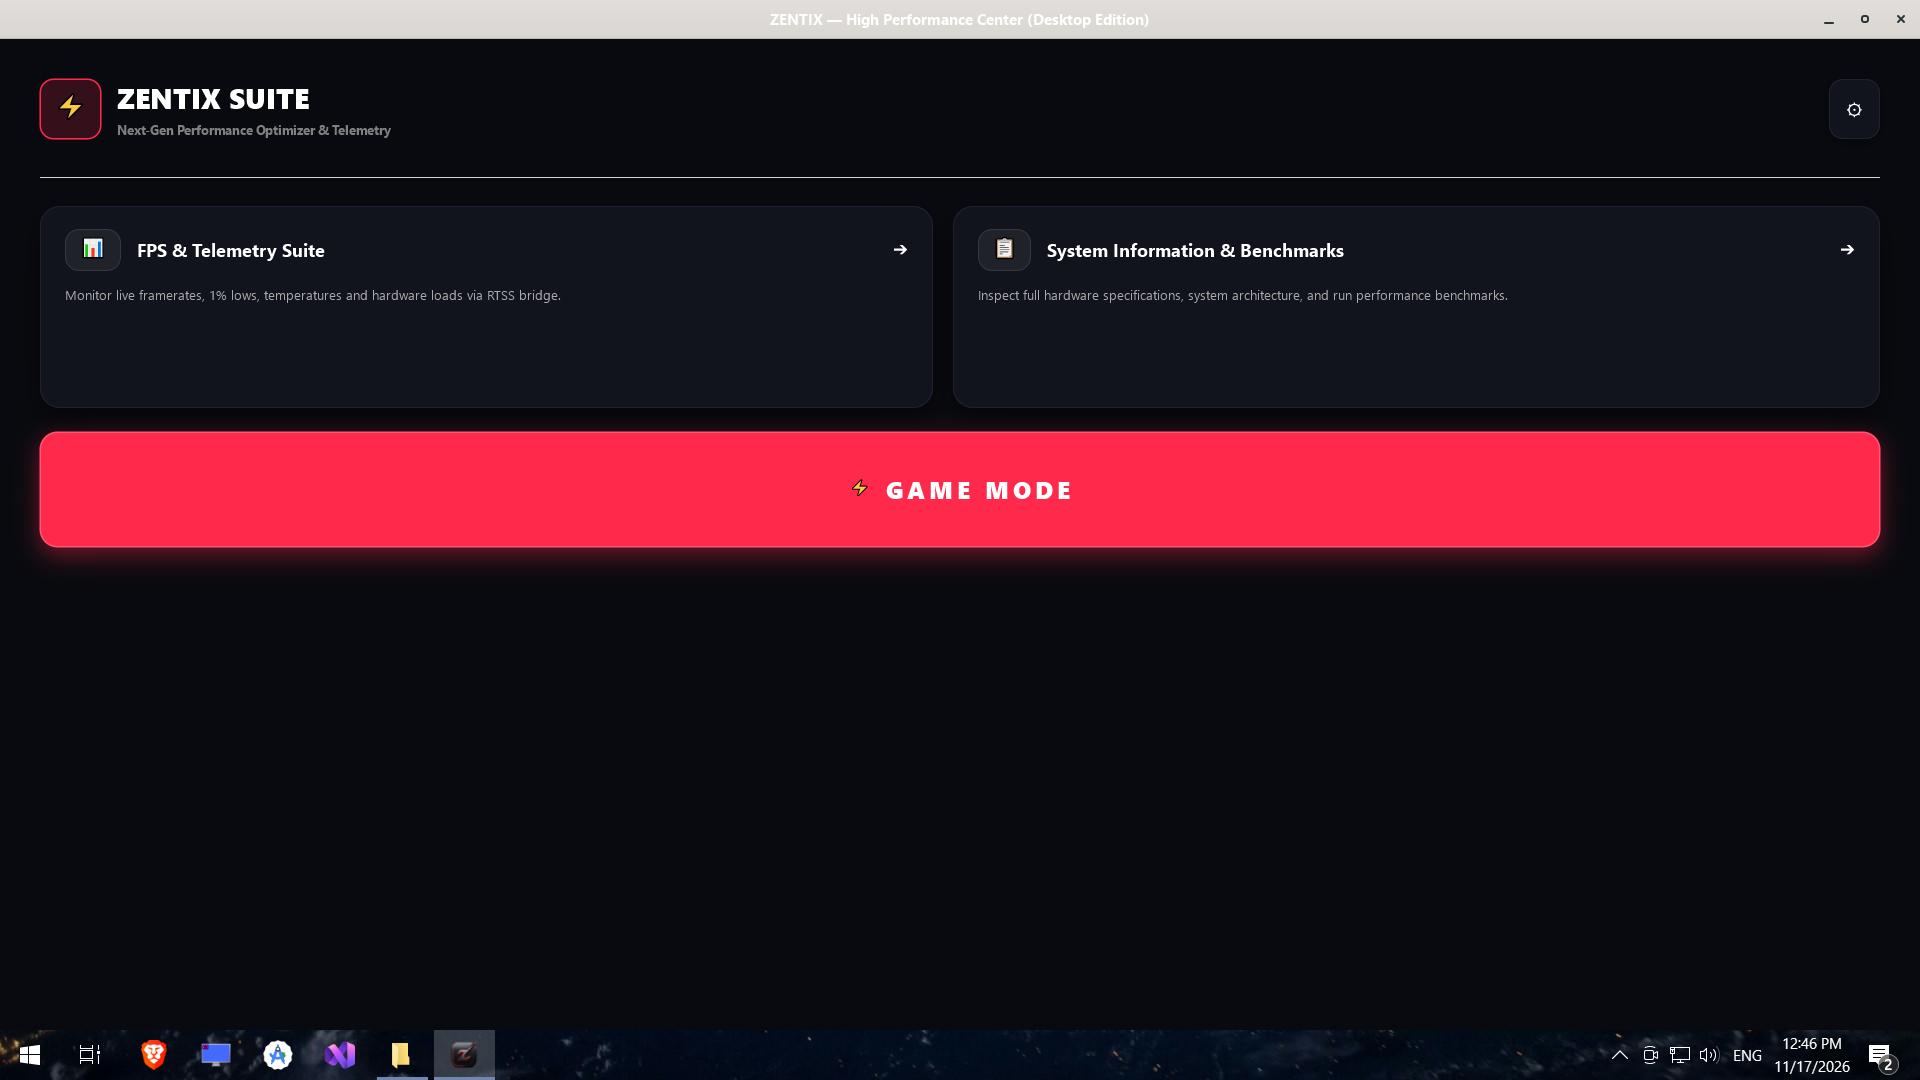 ZENTIX — High Performance Center (Desktop Edition)
ZENTIX SUITE
Next-Gen Performance Optimizer & Telemetry
FPS & Telemetry Suite
Monitor live framerates, 1% lows, temperatures and hardware loads via RTSS bridge.
System Information & Benchmarks
Inspect full hardware specifications, system architecture, and run performance benchmarks.
GAME MODE
ENG
12:46 PM
11/17/2026
2